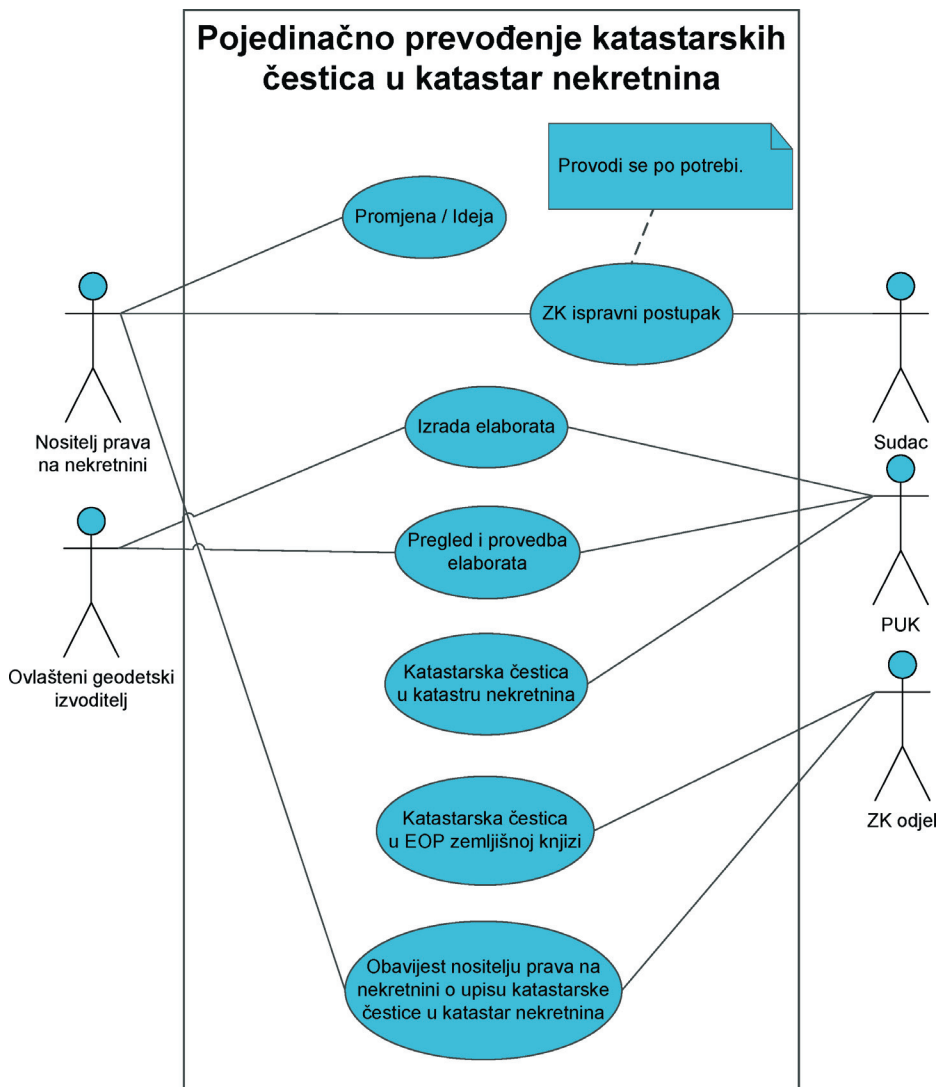 Pojedinačno prevođenje katastarskih
čestica u katastar nekretnina
Provodi se po potrebi.
Promjena / Ideja
ZK ispravni postupak
Nositelj prava
na nekretnini
Sudac
Izrada elaborata
Pregled i provedba
elaborata
PUK
Ovlašteni geodetski
izvoditelj
Katastarska čestica
u katastru nekretnina
Katastarska čestica
u EOP zemljišnoj knjizi
ZK odjel
Obavijest nositelju prava na
nekretnini o upisu katastarske
čestice u katastar nekretnina